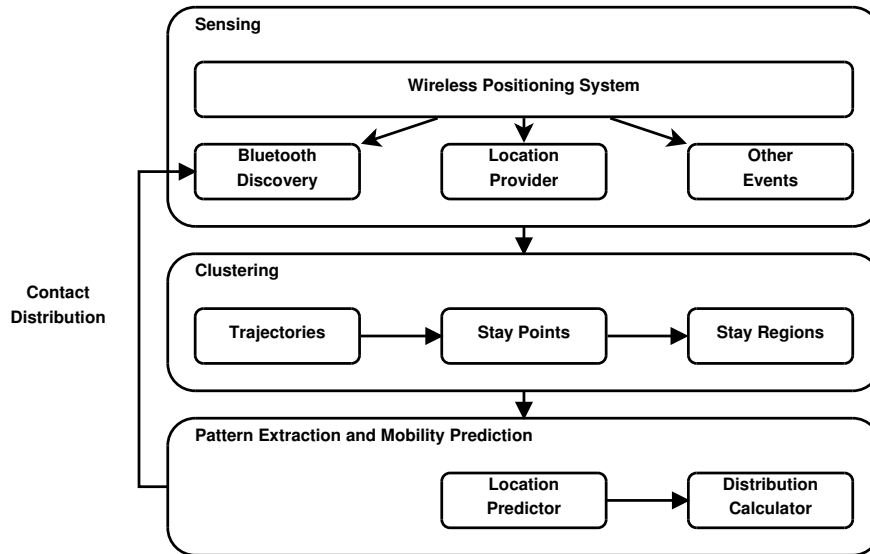 Sensing
Wireless Positioning System
Bluetooth
Discovery
Location
Provider
Other
Events
Clustering
Contact
Distribution
Trajectories
Stay Points
Stay Regions
Pattern Extraction and Mobility Prediction
Location
Predictor
Distribution
Calculator